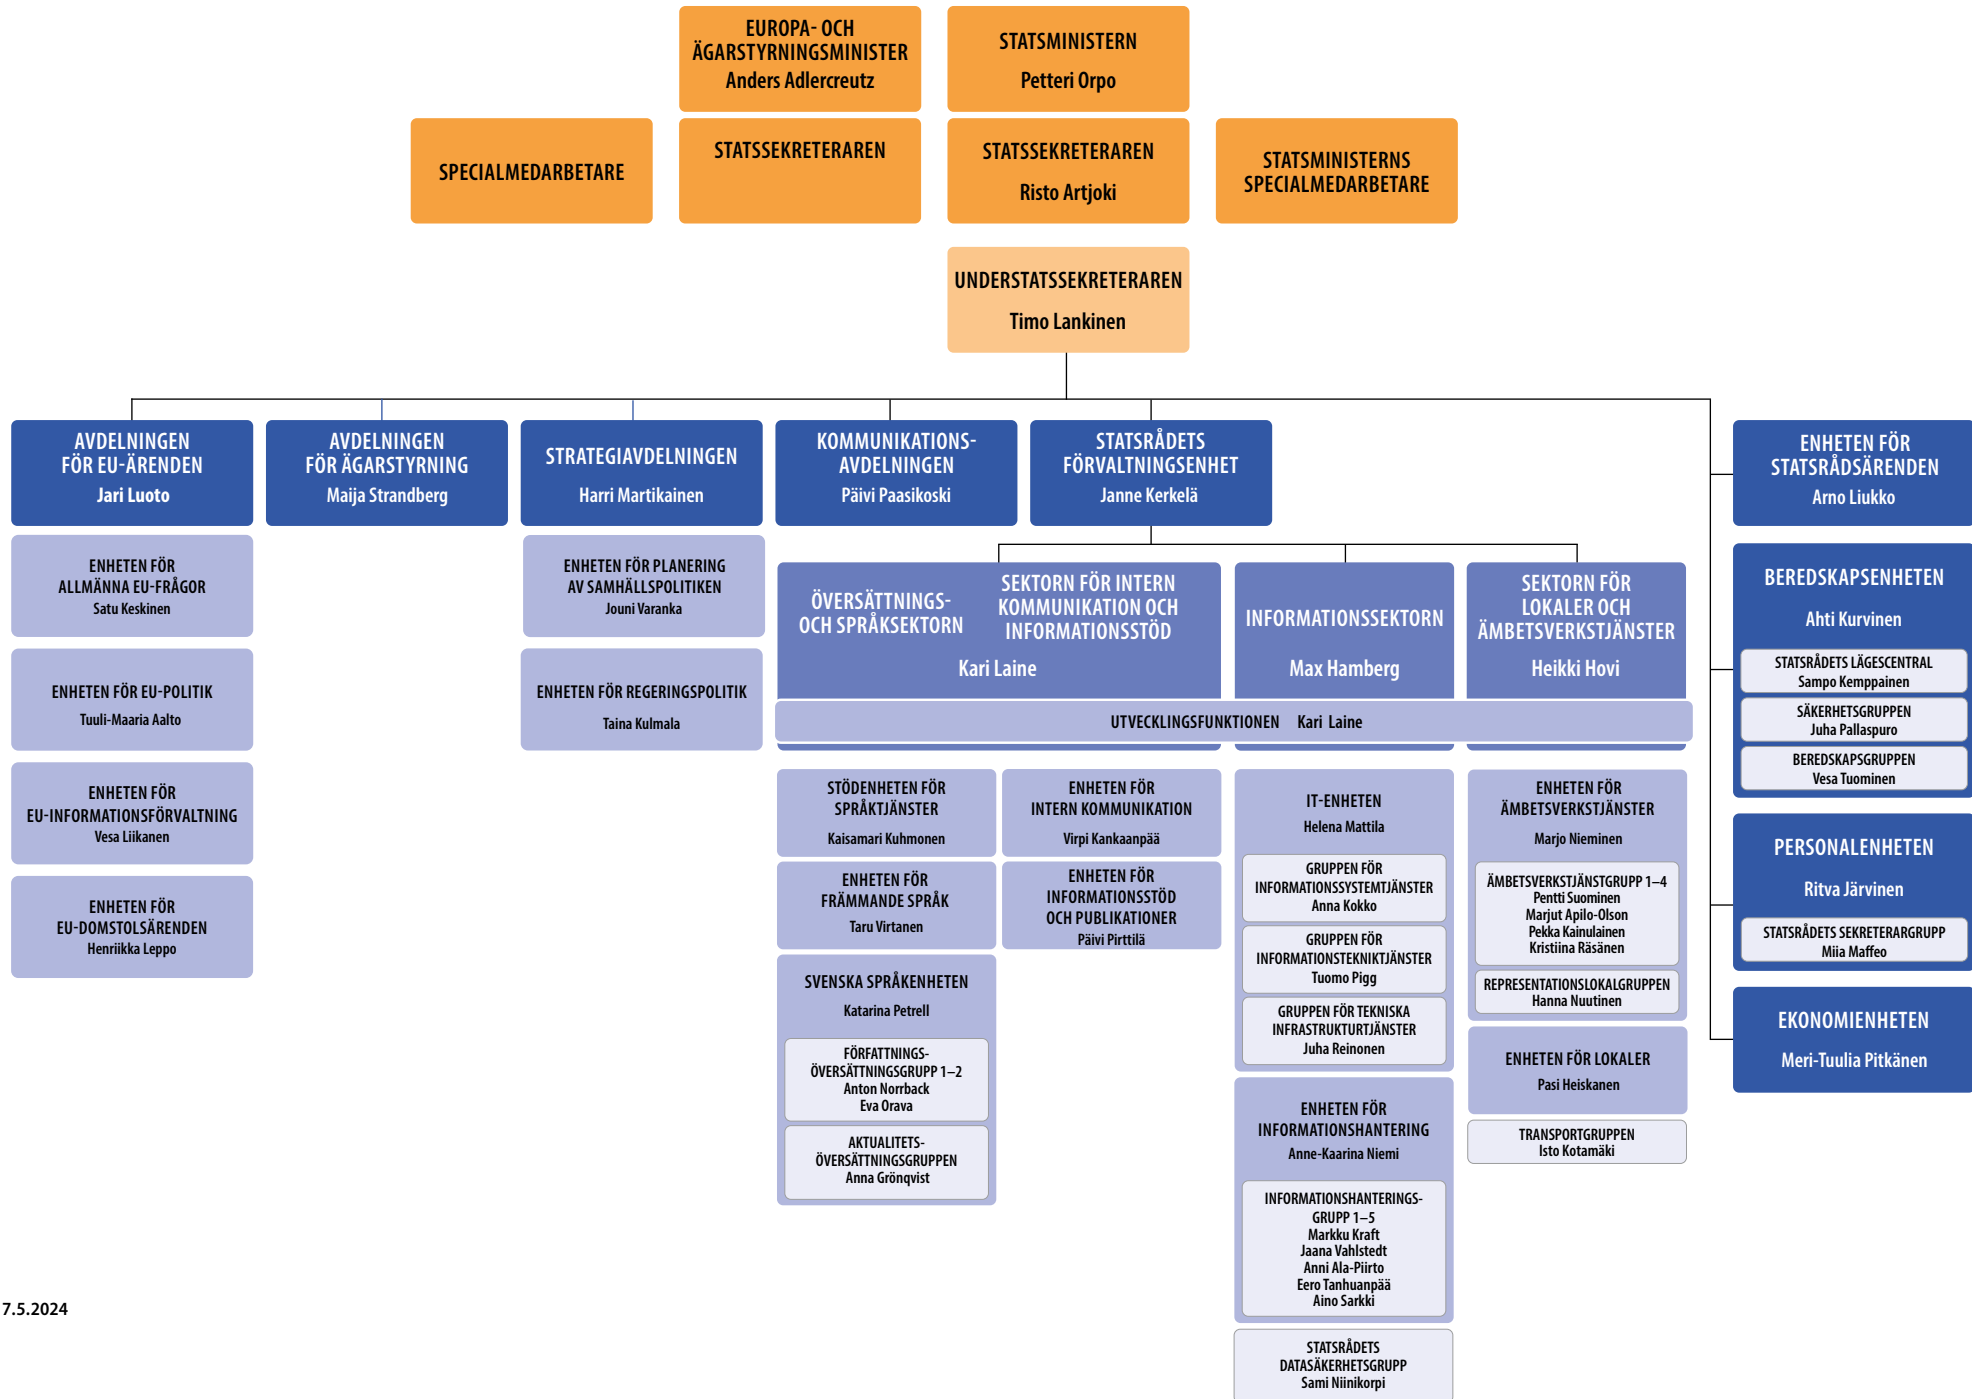 EUROPA- OCH
ÄGARSTYRNINGSMINISTER
Anders Adlercreutz
STATSMINISTERN
Petteri Orpo
SPECIALMEDARBETARE
STATSSEKRETERAREN
STATSSEKRETERAREN
Risto Artjoki
STATSMINISTERNS
SPECIALMEDARBETARE
UNDERSTATSSEKRETERAREN
Timo Lankinen
AVDELNINGEN
FÖR EU-ÄRENDEN
Jari Luoto
AVDELNINGEN
FÖR ÄGARSTYRNING
Maija Strandberg
STRATEGIAVDELNINGEN
Harri Martikainen
KOMMUNIKATIONS-
AVDELNINGEN
Päivi Paasikoski
STATSRÅDETS
FÖRVALTNINGSENHET
Janne Kerkelä
ENHETEN FÖR
STATSRÅDSÄRENDEN
Arno Liukko
ENHETEN FÖR
ALLMÄNNA EU-FRÅGOR
Satu Keskinen
ENHETEN FÖR EU-POLITIK
Tuuli-Maaria Aalto
ENHETEN FÖR
EU-INFORMATIONSFÖRVALTNING
Vesa Liikanen
ENHETEN FÖR
EU-DOMSTOLSÄRENDEN
Henriikka Leppo
ENHETEN FÖR PLANERING
AV SAMHÄLLSPOLITIKEN
Jouni Varanka
ENHETEN FÖR REGERINGSPOLITIK
Taina Kulmala
ÖVERSÄTTNINGS-
OCH SPRÅKSEKTORN
SEKTORN FÖR INTERN
KOMMUNIKATION OCH
INFORMATIONSSTÖD
Kari Laine
INFORMATIONSSEKTORN
Max Hamberg
SEKTORN FÖR
LOKALER OCH
ÄMBETSVERKSTJÄNSTER
Heikki Hovi
UTVECKLINGSFUNKTIONEN Kari Laine
STÖDENHETEN FÖR
SPRÅKTJÄNSTER
Kaisamari Kuhmonen
ENHETEN FÖR
FRÄMMANDE SPRÅK
Taru Virtanen
SVENSKA SPRÅKENHETEN
Katarina Petrell
FÖRFATTNINGS-
ÖVERSÄTTNINGSGRUPP 1–2
Anton Norrback
Eva Orava
AKTUALITETS-
ÖVERSÄTTNINGSGRUPPEN
Anna Grönqvist
ENHETEN FÖR
INTERN KOMMUNIKATION
Virpi Kankaanpää
ENHETEN FÖR
INFORMATIONSSTÖD
OCH PUBLIKATIONER
Päivi Pirttilä
IT-ENHETEN
Helena Mattila
GRUPPEN FÖR
INFORMATIONSSYSTEMTJÄNSTER
Anna Kokko
GRUPPEN FÖR
INFORMATIONSTEKNIKTJÄNSTER
Tuomo Pigg
GRUPPEN FÖR TEKNISKA
INFRASTRUKTURTJÄNSTER
Juha Reinonen
ENHETEN FÖR
INFORMATIONSHANTERING
Anne-Kaarina Niemi
INFORMATIONSHANTERINGS-
GRUPP 1–5
Markku Kraft
Jaana Vahlstedt
Anni Ala-Piirto
Eero Tanhuanpää
Aino Sarkki
STATSRÅDETS
DATASÄKERHETSGRUPP
Sami Niinikorpi
ENHETEN FÖR
ÄMBETSVERKSTJÄNSTER
Marjo Nieminen
ÄMBETSVERKSTJÄNSTGRUPP 1–4
Pentti Suominen
Marjut Apilo-Olson
Pekka Kainulainen
Kristiina Räsänen
REPRESENTATIONSLOKALGRUPPEN
Hanna Nuutinen
ENHETEN FÖR LOKALER
Pasi Heiskanen
TRANSPORTGRUPPEN
Isto Kotamäki
BEREDSKAPSENHETEN
Ahti Kurvinen
STATSRÅDETS LÄGESCENTRAL
Sampo Kemppainen
SÄKERHETSGRUPPEN
Juha Pallaspuro
BEREDSKAPSGRUPPEN
Vesa Tuominen
PERSONALENHETEN
Ritva Järvinen
STATSRÅDETS SEKRETERARGRUPP
Miia Maffeo
EKONOMIENHETEN
Meri-Tuulia Pitkänen
7.5.2024